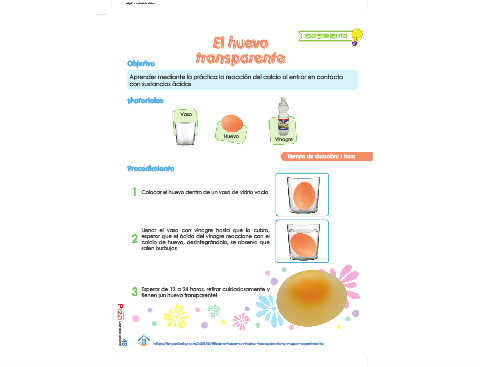 experimento
El huevo
transparente
Objetivo
Aprender mediante la práctica la reacción del calcio al entrar en contacto
con sustancias ácidas
Materiales
Vaso
Huevo
Vinagre
Tiempo de duración: 1 hora
Procedimiento
1 Colocar el huevo dentro de un vaso de vidrio vacío
2 Llenar el vaso con vinagre hasta que lo cubra,
esperar que el ácido del vinagre reaccione con el
calcio de huevo, desintegrándolo, se observa que
salen burbujas
3 Esperar de 12 a 24 horas, retirar cuidadosamente y
tienen ¡un huevo transparente!